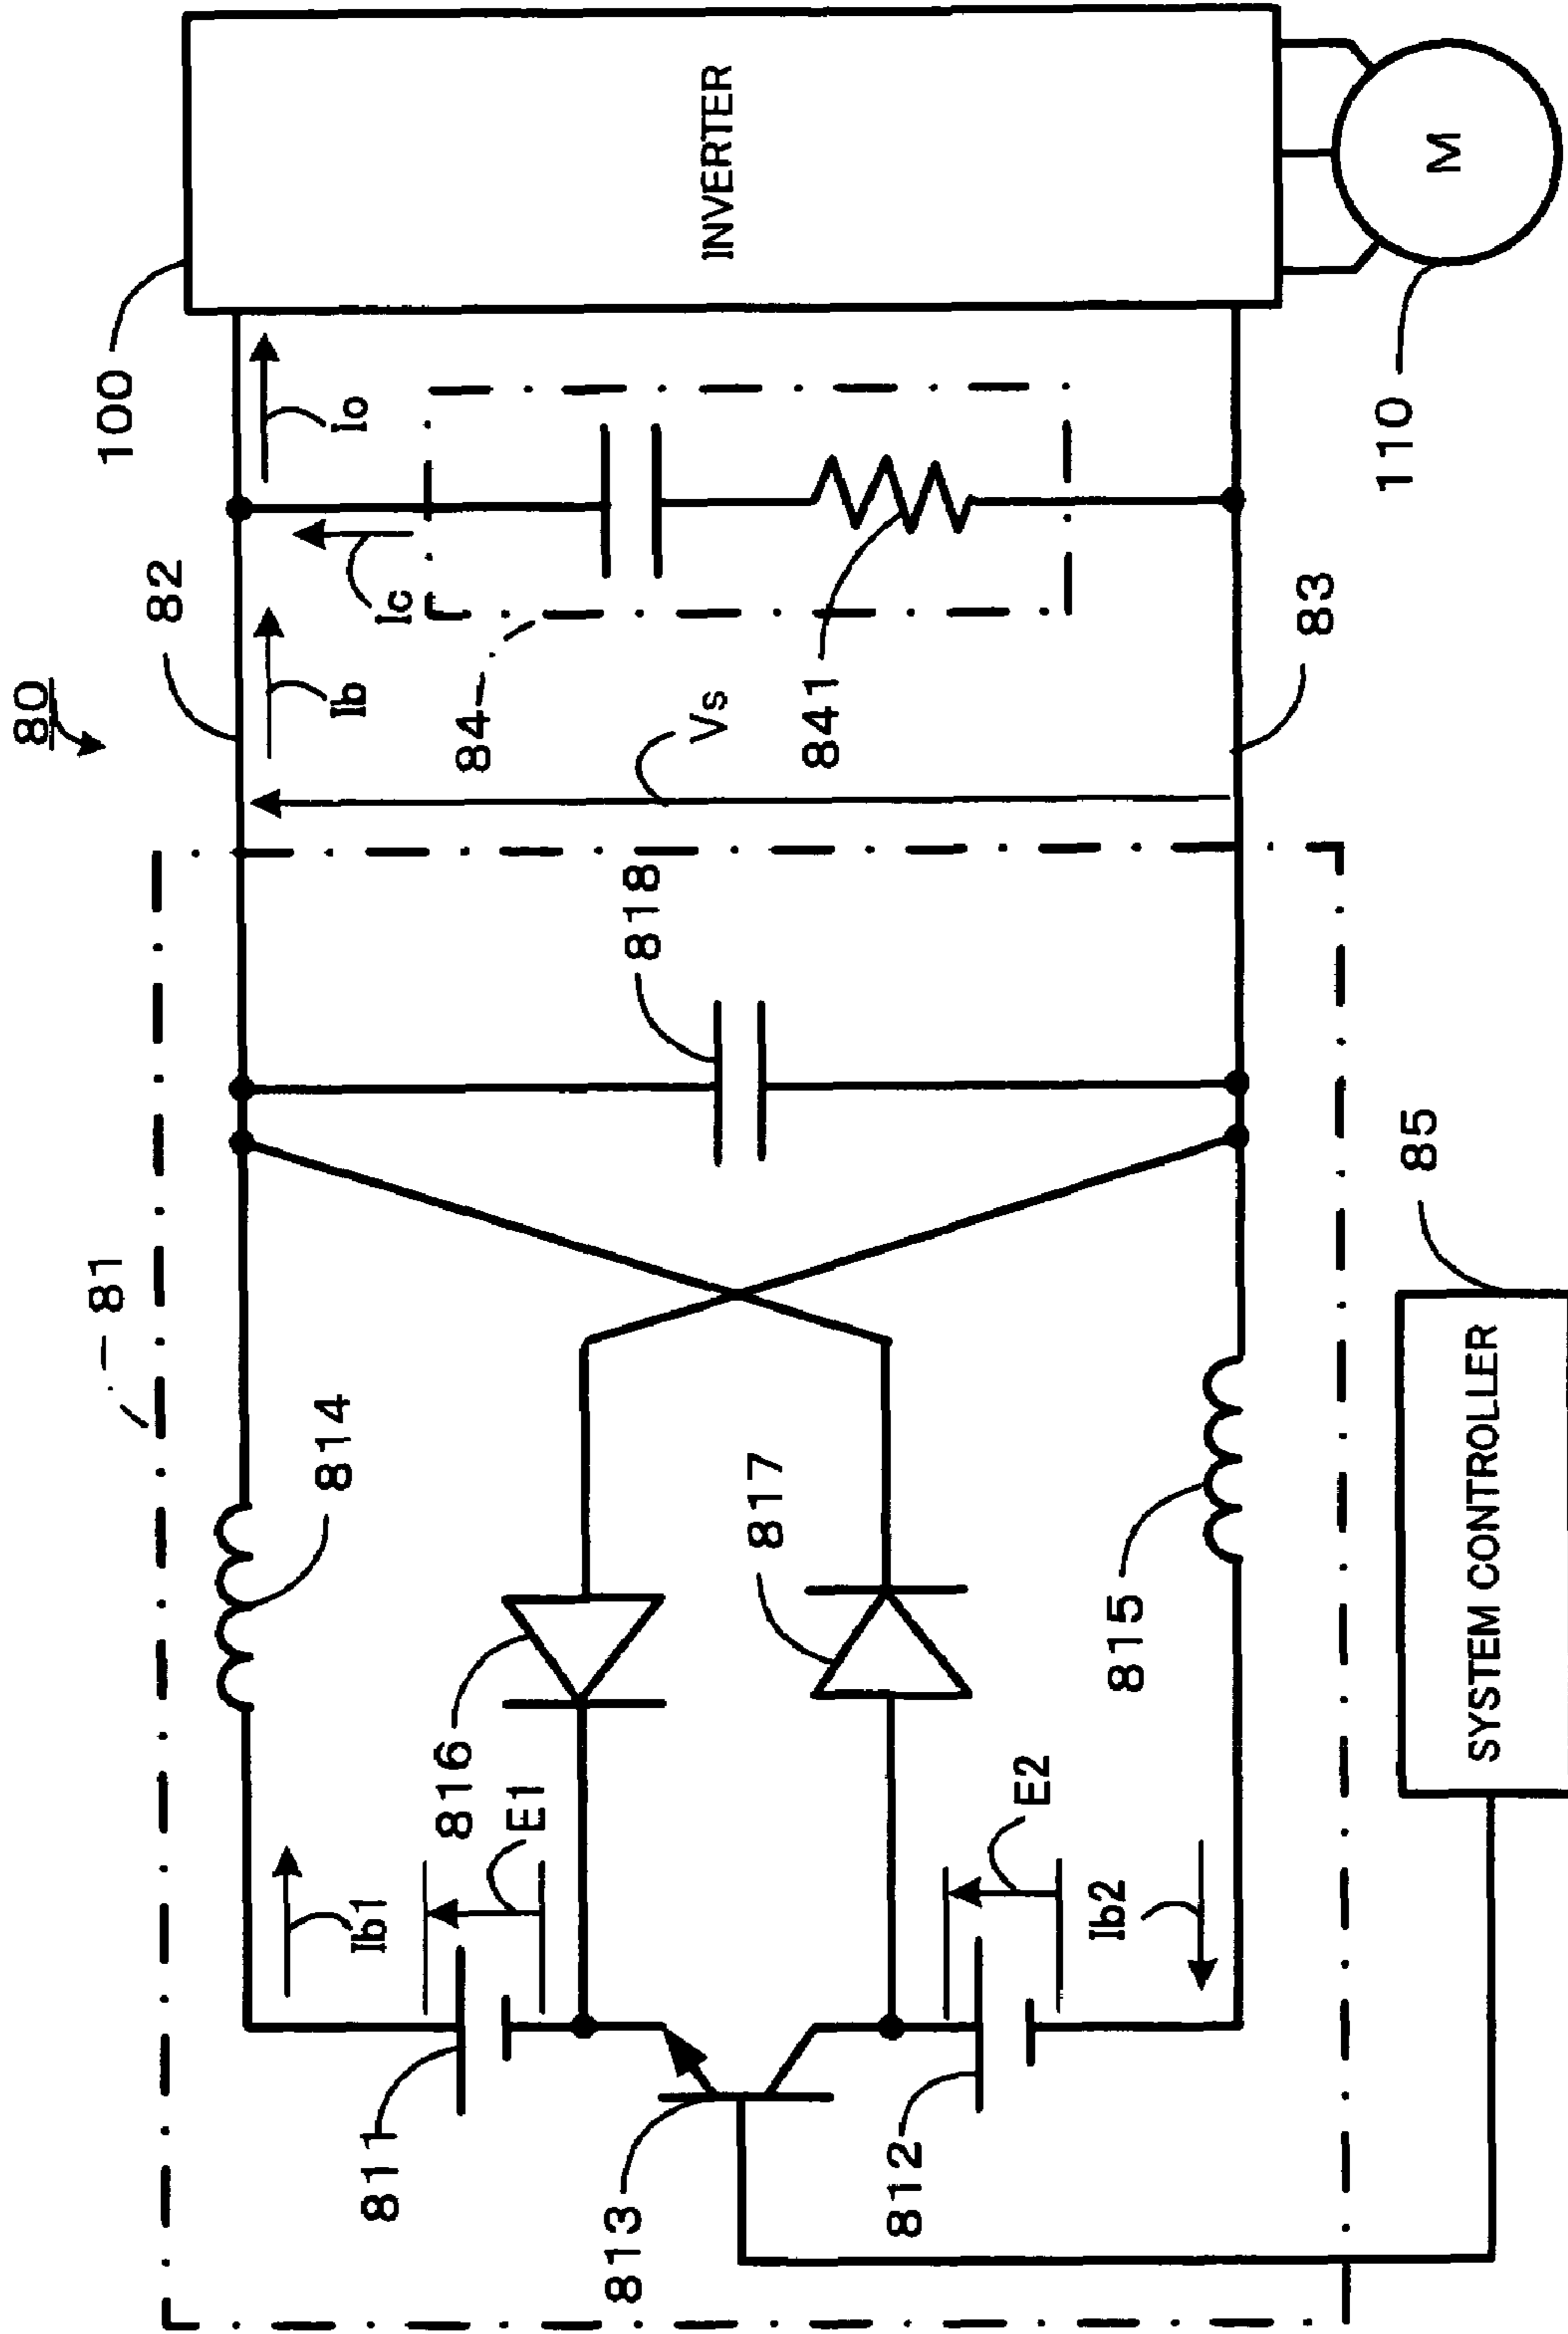 80
81
811
Ib1
814
82
Ib
Io
100
Ic
E1
816
84
813
818
Vs
INVERTER
817
841
812
E2
Ib2
815
83
110
M
85
SYSTEM CONTROLLER